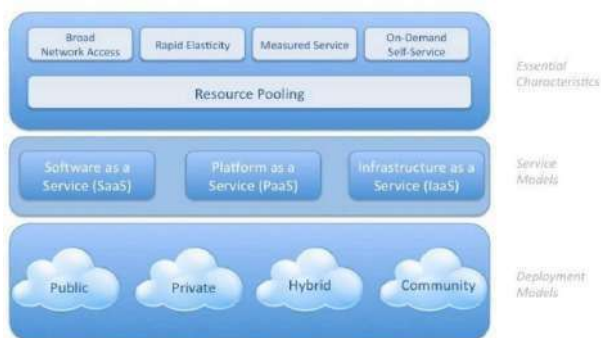 Broad
Network Access
Rapid Elasticity
Measured Service
On-Demand
Self-Service
Resource Pooling
Essential
Characteristics
Software as a
Service (SaaS)
Platform as a
Service (PaaS)
Infrastructure as a
Service (IaaS)
Service
Models
Public
Private
Hybrid
Community
Deployment
Models